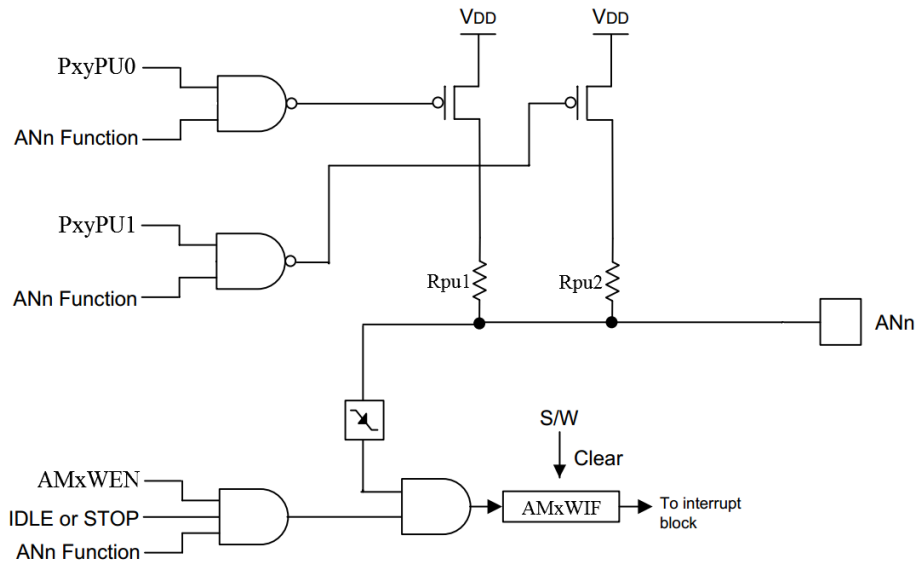 VDD
VDD
PxyPU0
ANn Function
PxyPU1
ANn Function
Rpu1
Rpu2
ANn
S/W
Clear
AMxWEN
IDLE or STOP
ANn Function
AMxWIF
To interrupt
block